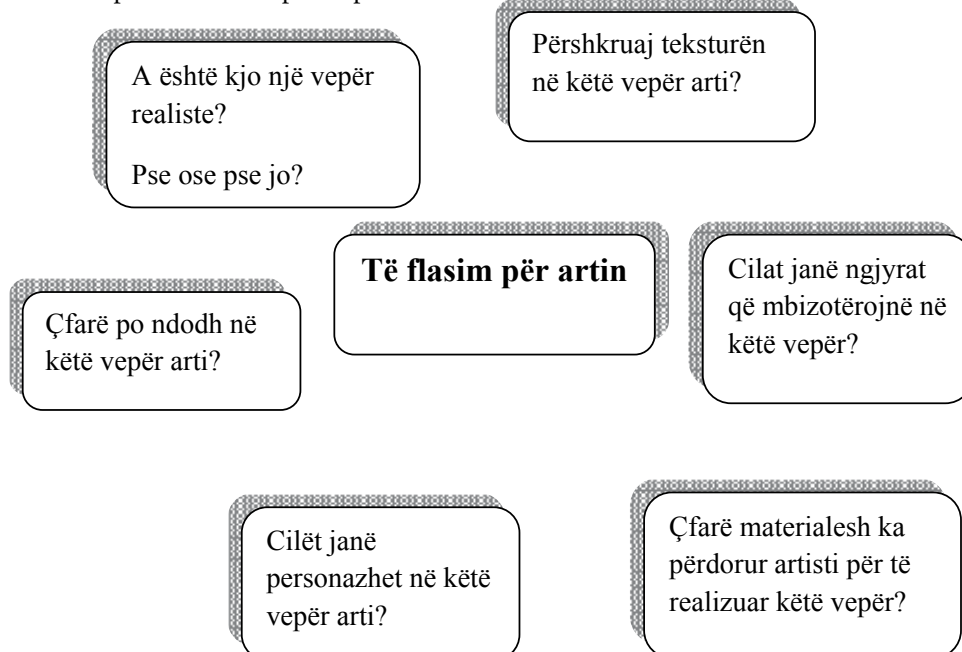 A është kjo një vepër
realiste?
Pse ose pse jo?
Përshkruaj teksturën
në këtë vepër arti?
Të flasim për artin
Cilat janë ngjyrat
që mbizotërojnë në
këtë vepër?
Çfarë po ndodh në
këtë vepër arti?
Cilët janë
personazhet në këtë
vepër arti?
Çfarë materialesh ka
përdorur artisti për të
realizuar këtë vepër?